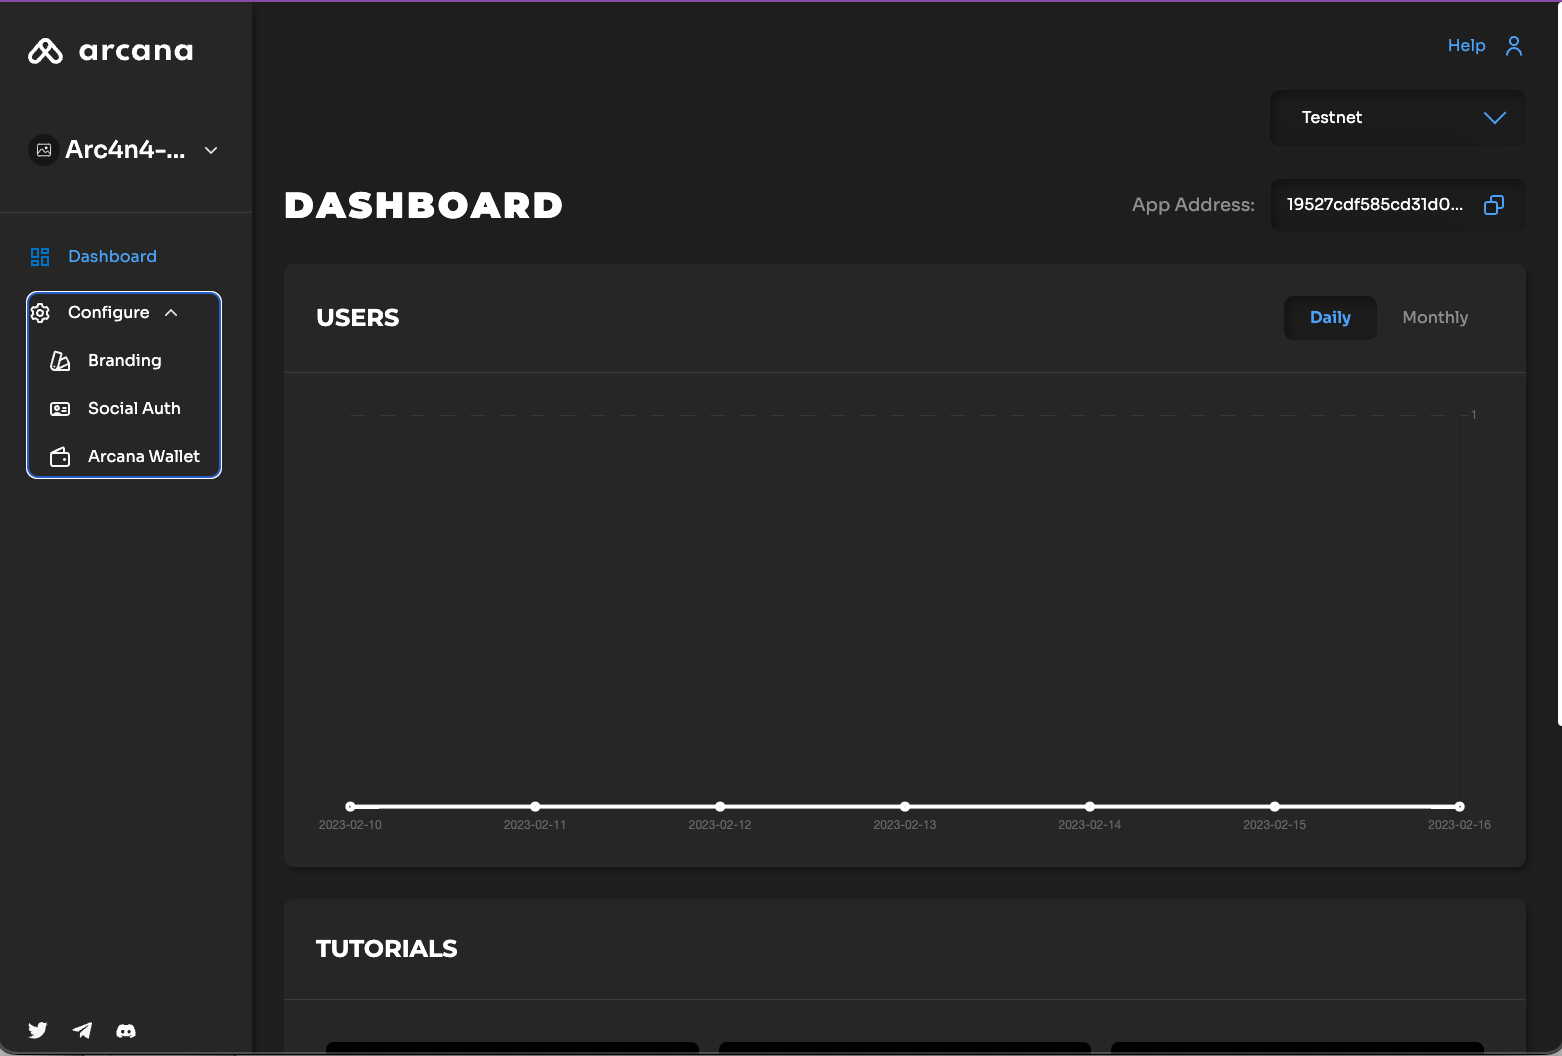 arcana
Help
Testnet
Arc4n4-...
DASHBOARD
App Address:
19527cdf585cd31d0...
Dashboard
Configure
Branding
Social Auth
Arcana Wallet
USERS
Daily
Monthly
1
2023-02-10
2023-02-11
2023-02-12
2023-02-13
2023-02-14
2023-02-15
2023-02-16
TUTORIALS